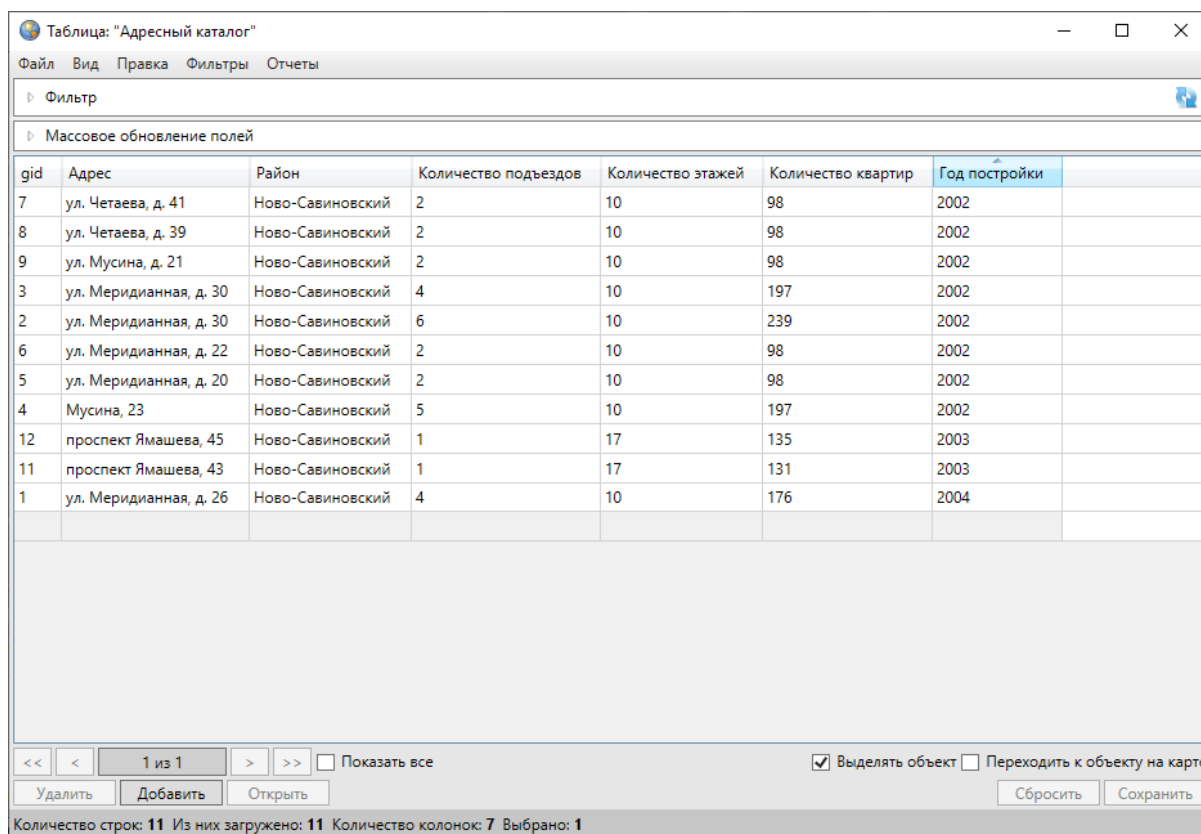 Таблица: "Адресный каталог"
Файл Вид Правка Фильтры Отчеты
Фильтр
Массовое обновление полей
gid Адрес Район Количество подъездов Количество этажей Количество квартир Год постройки
7 ул. Четаева, д. 41 Ново-Савиновский 2 10 98 2002
8 ул. Четаева, д. 39 Ново-Савиновский 2 10 98 2002
9 ул. Мусина, д. 21 Ново-Савиновский 2 10 98 2002
3 ул. Меридианная, д. 30 Ново-Савиновский 4 10 197 2002
2 ул. Меридианная, д. 30 Ново-Савиновский 6 10 239 2002
6 ул. Меридианная, д. 22 Ново-Савиновский 2 10 98 2002
5 ул. Меридианная, д. 20 Ново-Савиновский 2 10 98 2002
4 Мусина, 23 Ново-Савиновский 5 10 197 2002
12 проспект Ямашева, 45 Ново-Савиновский 1 17 135 2003
11 проспект Ямашева, 43 Ново-Савиновский 1 17 131 2003
1 ул. Меридианная, д. 26 Ново-Савиновский 4 10 176 2004
<< < 1 из 1 > >> Показать все Выделять объект Переходить к объекту на карте
Удалить Добавить Открыть Сбросить Сохранить
Количество строк: 11 Из них загружено: 11 Количество колонок: 7 Выбрано: 1